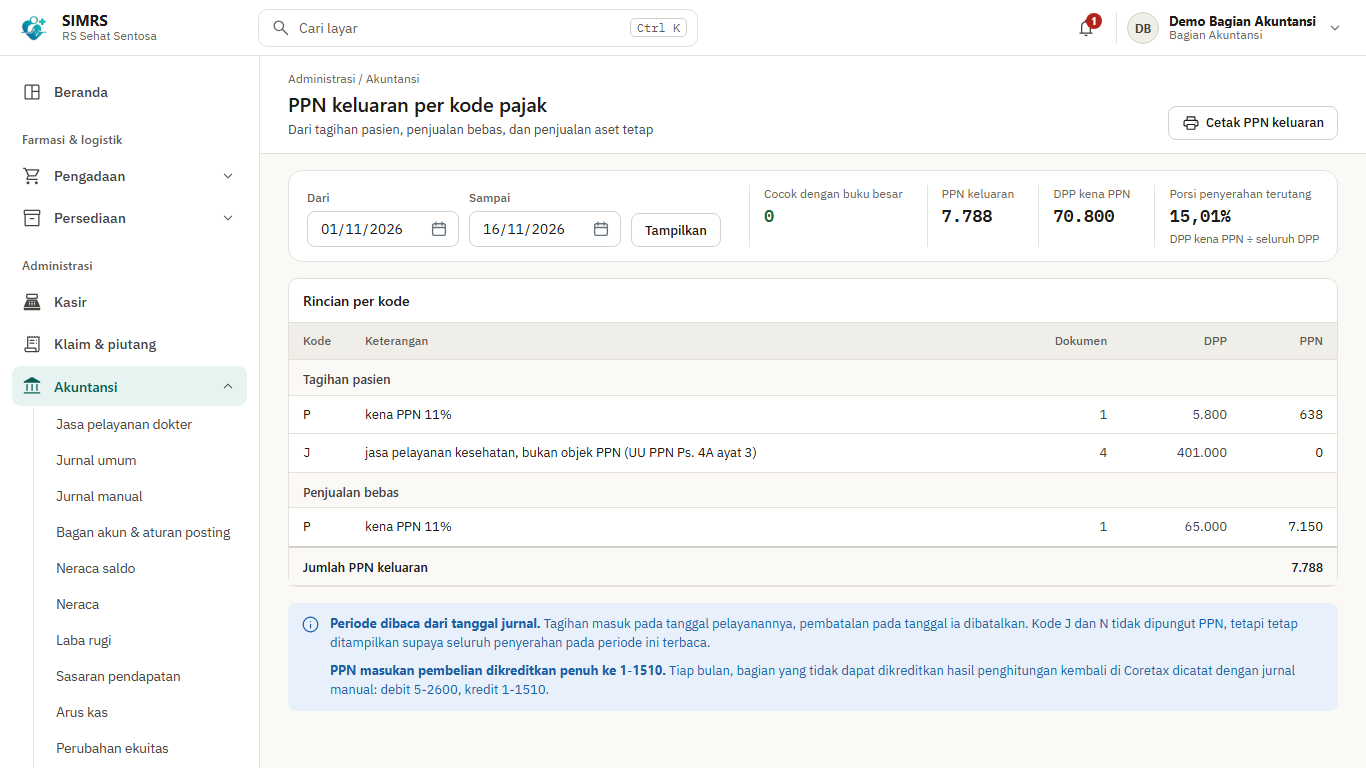 SIMRS
RS Sehat Sentosa
Cari layar
Ctrl K
1
DB
Demo Bagian Akuntansi
Bagian Akuntansi
Beranda
Farmasi & logistik
Pengadaan
Persediaan
Administrasi
Kasir
Klaim & piutang
Akuntansi
Jasa pelayanan dokter
Jurnal umum
Jurnal manual
Bagan akun & aturan posting
Neraca saldo
Neraca
Laba rugi
Sasaran pendapatan
Arus kas
Perubahan ekuitas
Administrasi / Akuntansi
PPN keluaran per kode pajak
Dari tagihan pasien, penjualan bebas, dan penjualan aset tetap
Cetak PPN keluaran
Dari
01/11/2026
Sampai
16/11/2026
Tampilkan
Cocok dengan buku besar
0
PPN keluaran
7.788
DPP kena PPN
70.800
Porsi penyerahan terutang
15,01%
DPP kena PPN ÷ seluruh DPP
Rincian per kode
Kode Keterangan Dokumen DPP PPN
Tagihan pasien
P kena PPN 11% 1 5.800 638
J jasa pelayanan kesehatan, bukan objek PPN (UU PPN Ps. 4A ayat 3) 4 401.000 0
Penjualan bebas
P kena PPN 11% 1 65.000 7.150
Jumlah PPN keluaran 7.788
Periode dibaca dari tanggal jurnal. Tagihan masuk pada tanggal pelayanannya, pembatalan pada tanggal ia dibatalkan. Kode J dan N tidak dipungut PPN, tetapi tetap
ditampilkan supaya seluruh penyerahan pada periode ini terbaca.
PPN masukan pembelian dikreditkan penuh ke 1-1510. Tiap bulan, bagian yang tidak dapat dikreditkan hasil penghitungan kembali di Coretax dicatat dengan jurnal
manual: debit 5-2600, kredit 1-1510.